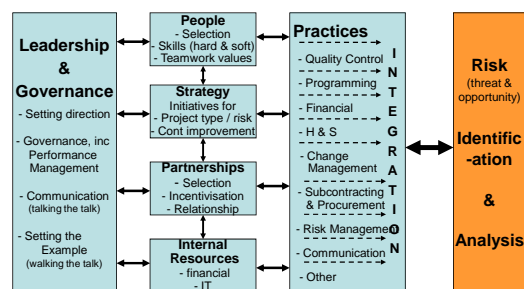 Leadership
&
Governance
- Setting direction
- Governance, inc
Performance
Management
- Communication
(talking the talk)
- Setting the
Example
(walking the talk)
People
- Selection
- Skills (hard & soft)
- Teamwork values
Strategy
Initiatives for
- Project type / risk
- Cont improvement
Partnerships
- Selection
- Incentivisation
- Relationship
Internal
Resources
- financial
- IT
Practices
- Quality Control
- Programming
- Financial
- H & S
- Change
Management
- Subcontracting
& Procurement
- Risk Management
- Communication
- Other
INTEGRATION
Risk
(threat &
opportunity)
Identific
-ation
&
Analysis